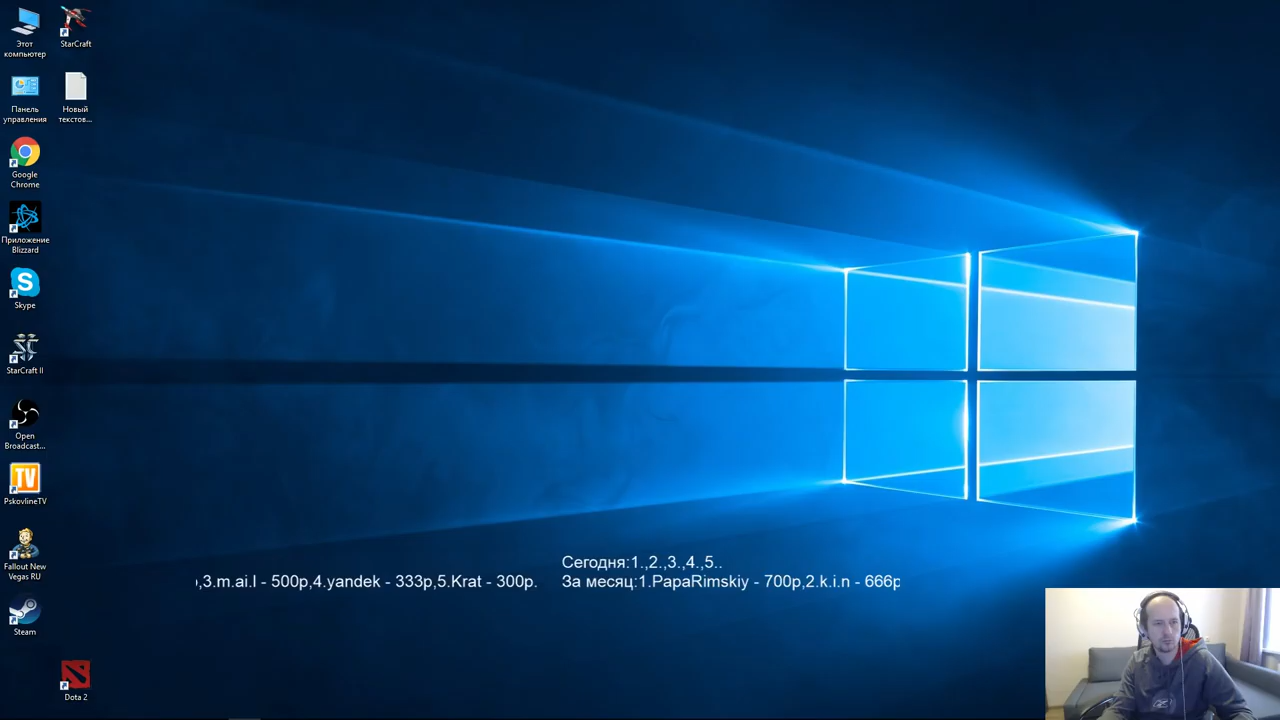 Этот
компьютер
StarCraft
Панель
управления
Новый
текстов...
Google
Chrome
Приложение
Blizzard
Skype
StarCraft II
Open
Broadcast...
TV
PskovlineTV
Fallout New
Vegas RU
Steam
Dota 2
Сегодня:1.,2.,3.,4.,5..
,3.m.ai.l - 500р,4.yandek - 333р,5.Krat - 300р. За месяц:1.PapaRimskiy - 700р,2.k.i.n - 666р